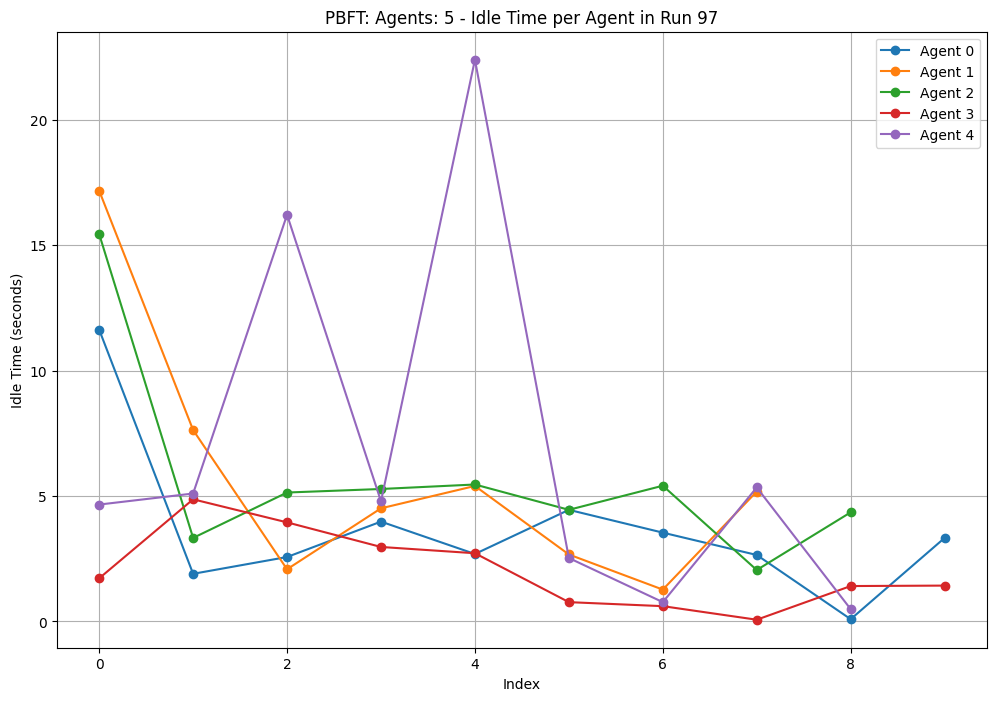 PBFT: Agents: 5 - Idle Time per Agent in Run 97
Agent 0
Agent 1
Agent 2
Agent 3
Agent 4
Idle Time (seconds)
20
15
10
5
0
0 2 4 6 8
Index